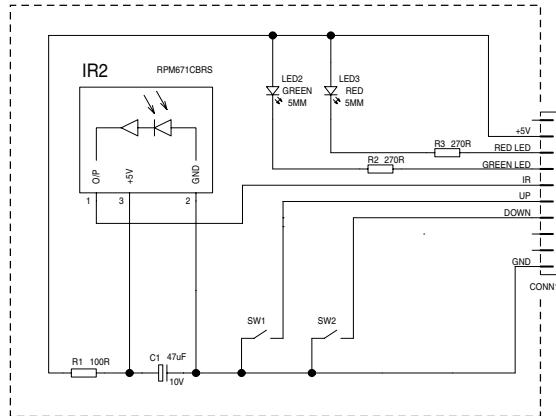 IR2
RPM671CBRS
O/P
+5V
GND
1
3
2
LED2
GREEN
5MM
LED3
RED
5MM
R3 270R
R2 270R
+5V
RED LED
GREEN LED
IR
UP
DOWN
GND
SW1
SW2
R1 100R
C1 47uF
10V